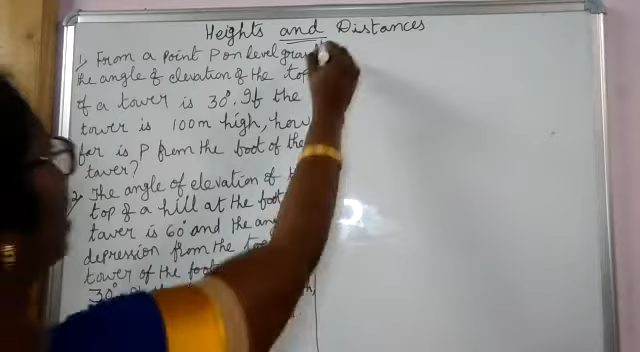 Heights and Distances
1, From a point P on level
the angle of elevation of the top
of a tower is 30°. If the
tower is 100m high, how
far is P from the foot of the
tower?
2, The angle of elevation of
top of a hill at the foot
tower is 60° and the
depression from the
tower of the foot
30°